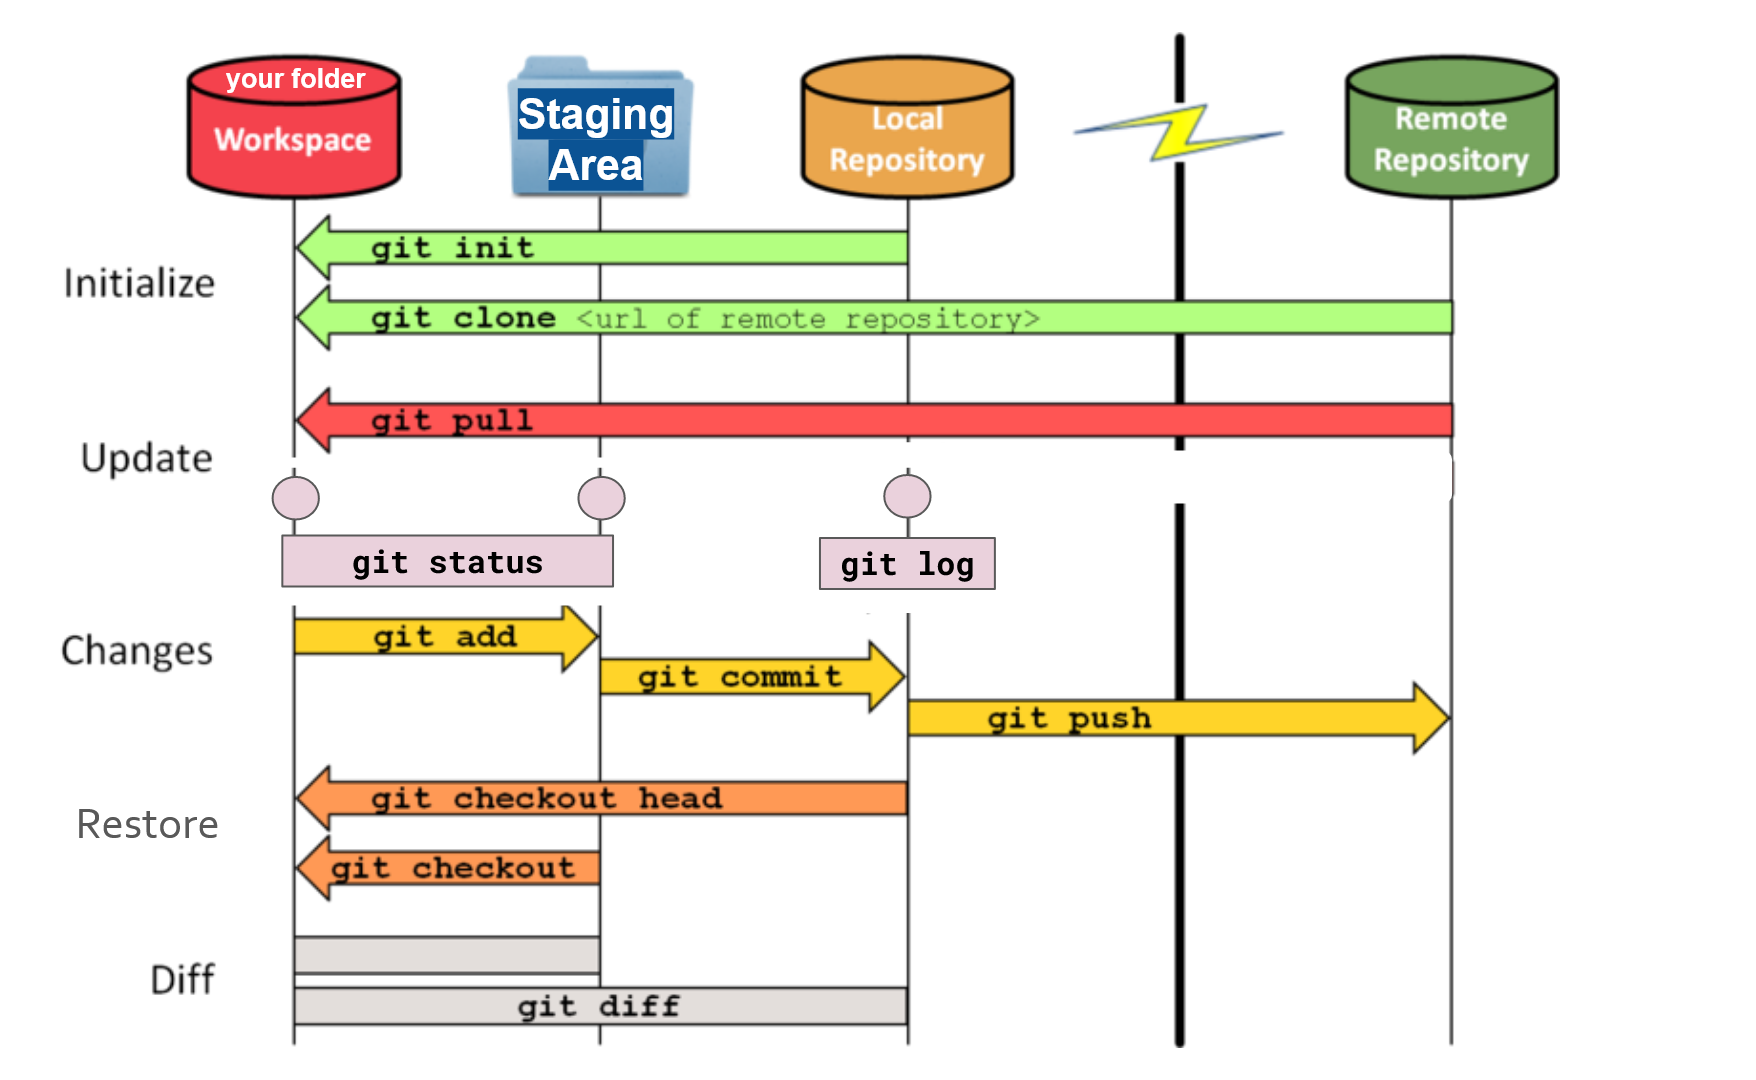 your folder
Workspace
Staging
Area
Local
Repository
Remote
Repository
Initialize
git init
git clone <url of remote repository>
Update
git pull
git status
git log
Changes
git add
git commit
git push
Restore
git checkout head
git checkout
Diff
git diff